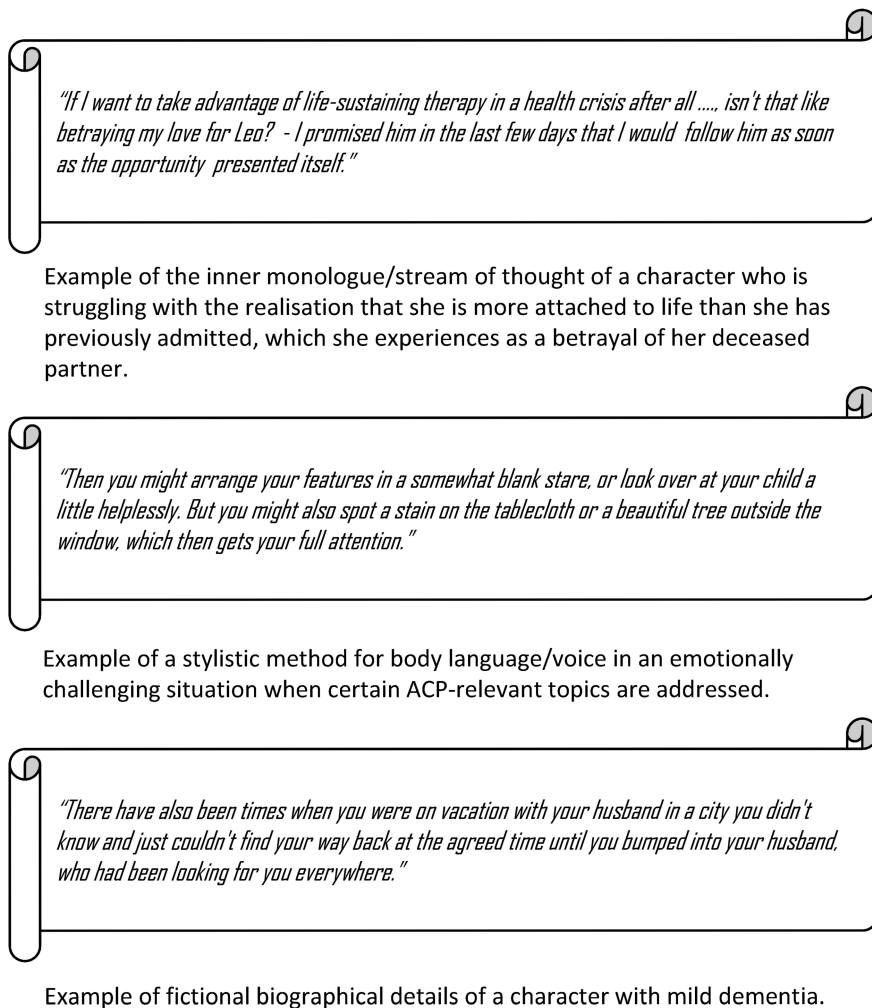 “If I want to take advantage of life-sustaining therapy in a health crisis after all ...., isn't that like
betraying my love for Leo? - I promised him in the last few days that I would follow him as soon
as the opportunity presented itself.”
Example of the inner monologue/stream of thought of a character who is
struggling with the realisation that she is more attached to life than she has
previously admitted, which she experiences as a betrayal of her deceased
partner.
“Then you might arrange your features in a somewhat blank stare, or look over at your child a
little helplessly. But you might also spot a stain on the tablecloth or a beautiful tree outside the
window, which then gets your full attention.”
Example of a stylistic method for body language/voice in an emotionally
challenging situation when certain ACP-relevant topics are addressed.
“There have also been times when you were on vacation with your husband in a city you didn't
know and just couldn't find your way back at the agreed time until you bumped into your husband,
who had been looking for you everywhere.”
Example of fictional biographical details of a character with mild dementia.